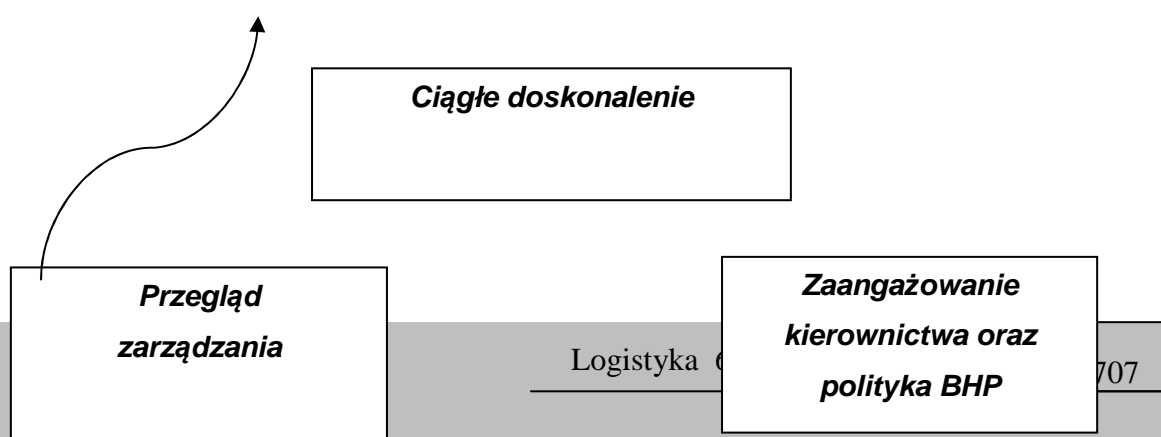 Ciągłe doskonalenie
Przegląd
zarządzania
Zaangażowanie
kierownictwa oraz
polityka BHP
Logistyka
707